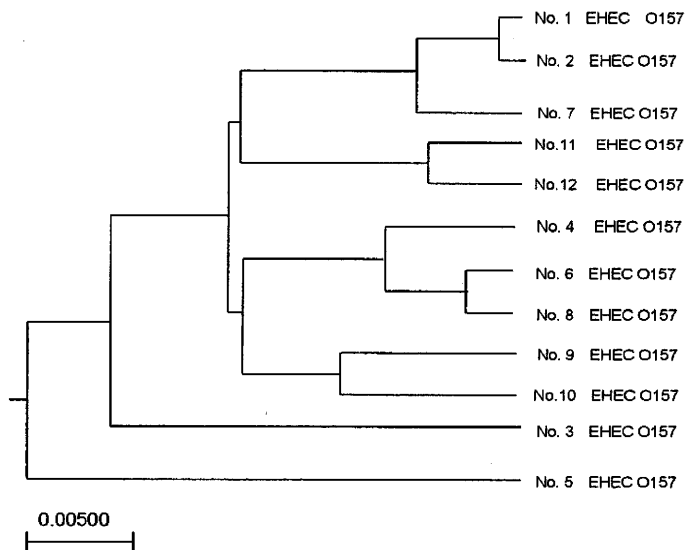 No. 1 EHEC O157
No. 2 EHEC O157
No. 7 EHEC O157
No.11 EHEC O157
No.12 EHEC O157
No. 4 EHEC O157
No. 6 EHEC O157
No. 8 EHEC O157
No. 9 EHEC O157
No.10 EHEC O157
No. 3 EHEC O157
No. 5 EHEC O157
0.00500